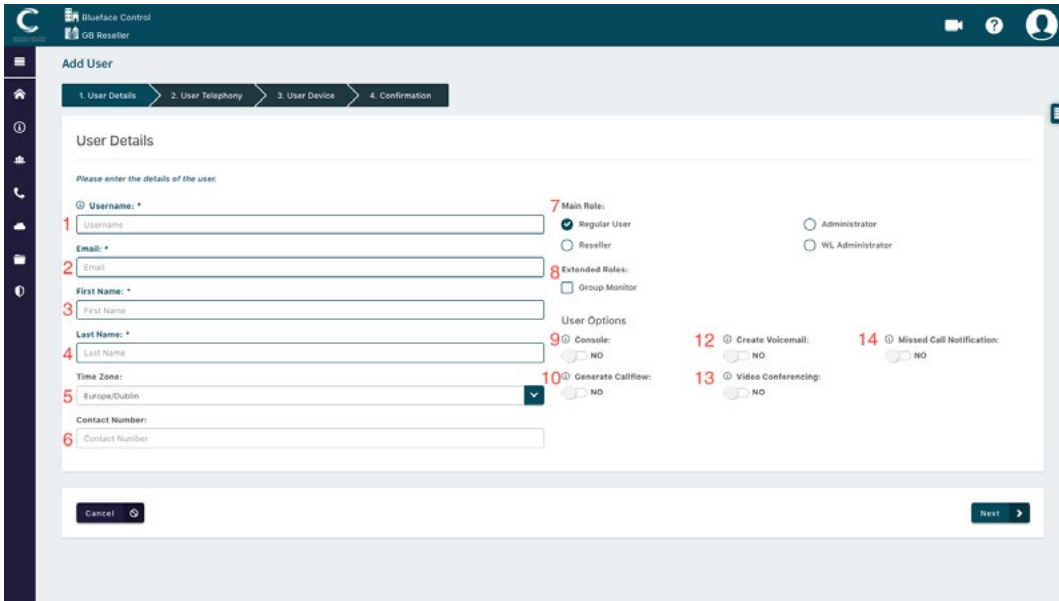 Blueface Control
GB Reseller
Add User
1. User Details
2. User Telephony
3. User Device
4. Confirmation
User Details
Please enter the details of the user.
Username: *
1 Username
Email: *
2 Email
First Name: *
3 First Name
Last Name: *
4 Last Name
Time Zone:
5 Europe/Dublin
Contact Number:
6 Contact Number
7 Main Role:
Regular User
Administrator
Reseller
WL Administrator
8 Extended Roles:
Group Monitor
User Options
9 Console:
NO
12 Create Voicemail:
NO
14 Missed Call Notification:
NO
10 Generate Callflow:
NO
13 Video Conferencing:
NO
Cancel
Next